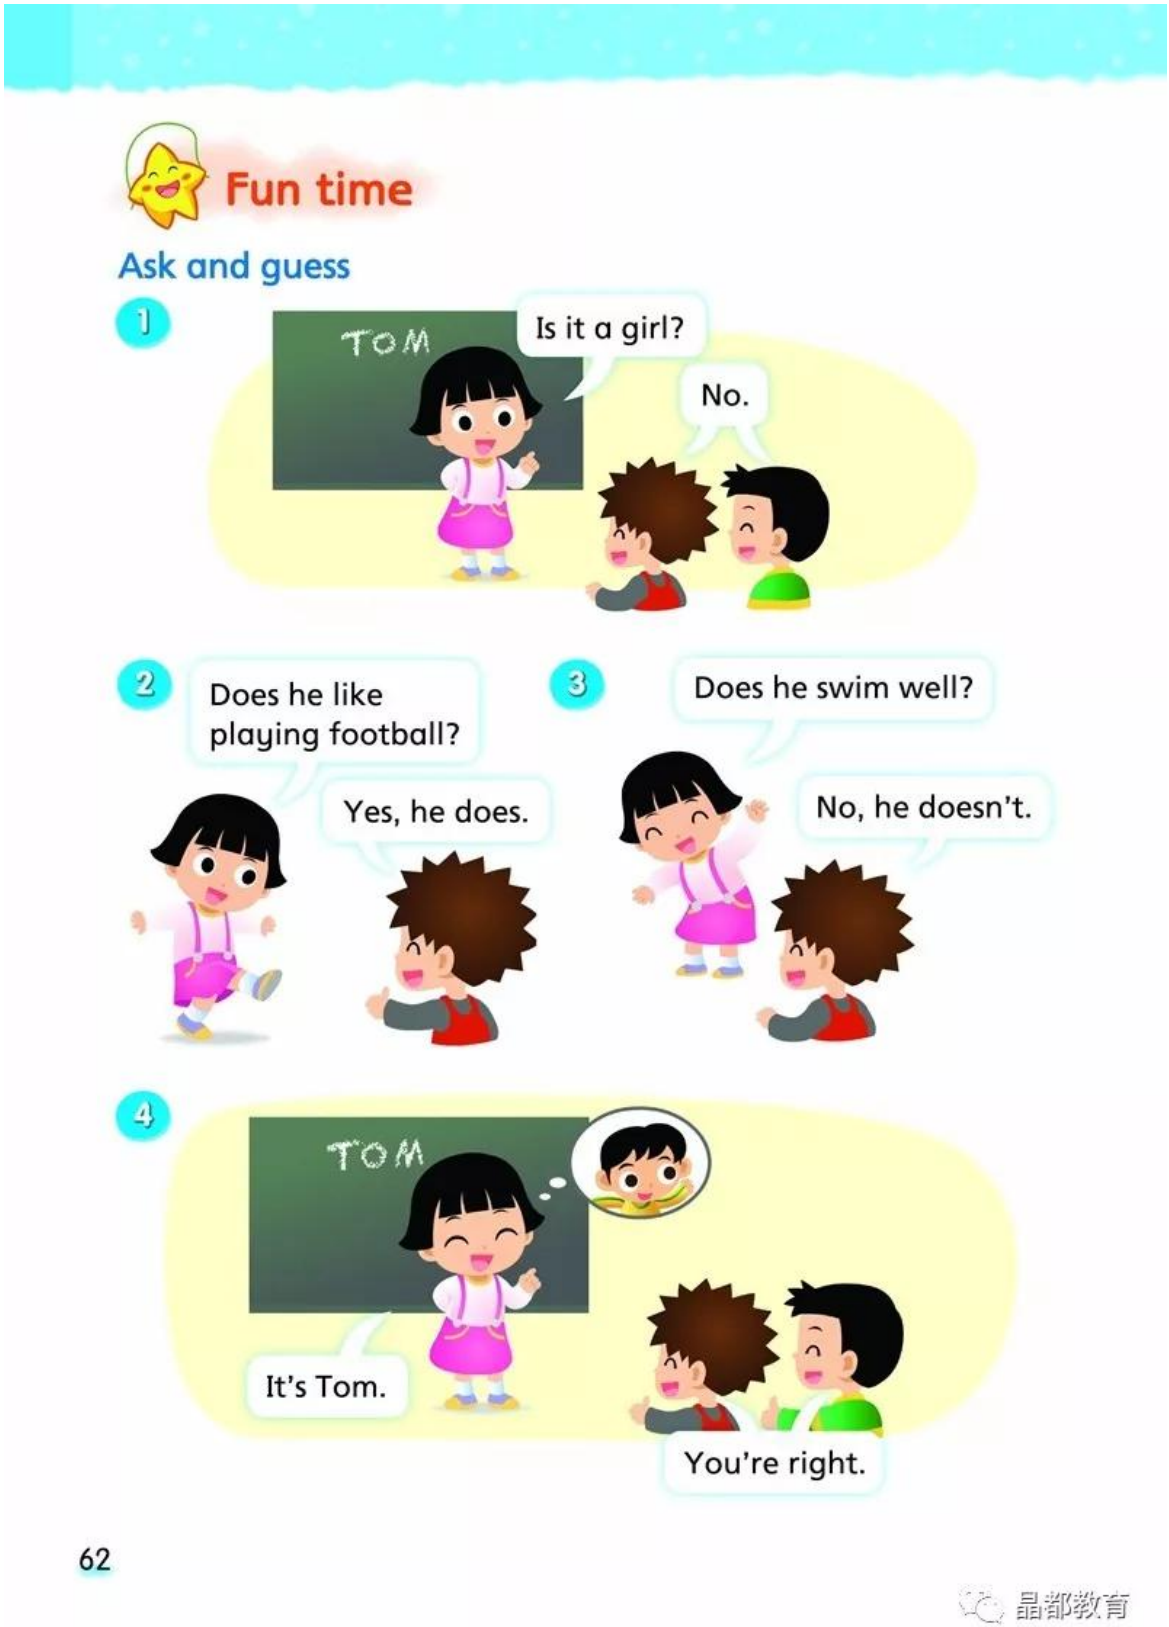 Fun time
Ask and guess
1
TOM
Is it a girl?
No.
2
Does he like
playing football?
Yes, he does.
3
Does he swim well?
No, he doesn't.
4
TOM
It's Tom.
You're right.
62
晶都教育